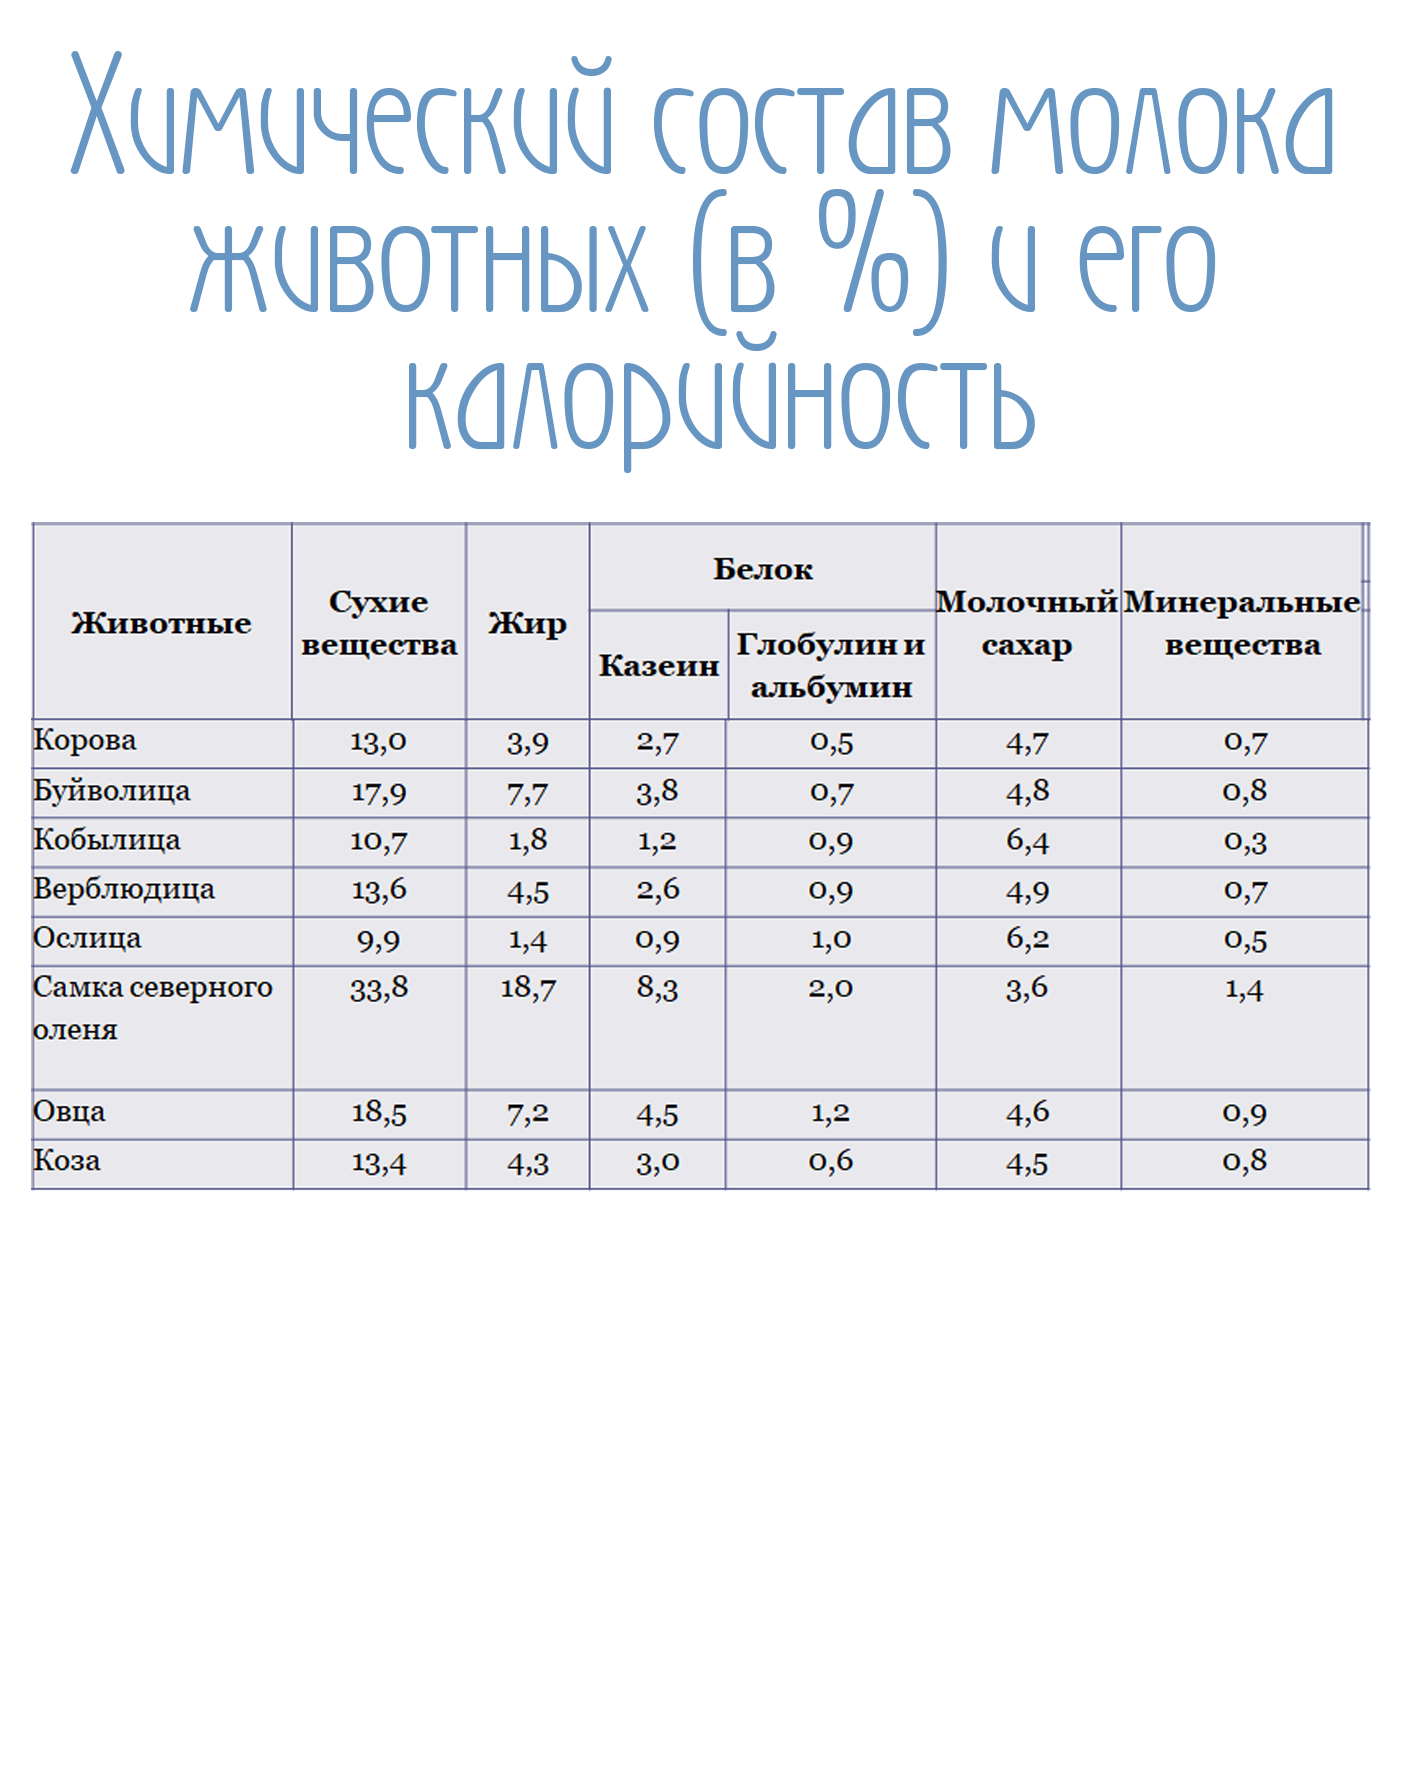 Химический состав молока
животных (в %) и его
калорийность
Животные Сухие вещества Жир Белок Молочный сахар Минеральные вещества
Казеин Глобулин и альбумин
Корова 13,0 3,9 2,7 0,5 4,7 0,7
Буйволица 17,9 7,7 3,8 0,7 4,8 0,8
Кобылица 10,7 1,8 1,2 0,9 6,4 0,3
Верблюдица 13,6 4,5 2,6 0,9 4,9 0,7
Ослица 9,9 1,4 0,9 1,0 6,2 0,5
Самка северного 33,8 18,7 8,3 2,0 3,6 1,4
оленя
Овца 18,5 7,2 4,5 1,2 4,6 0,9
Коза 13,4 4,3 3,0 0,6 4,5 0,8